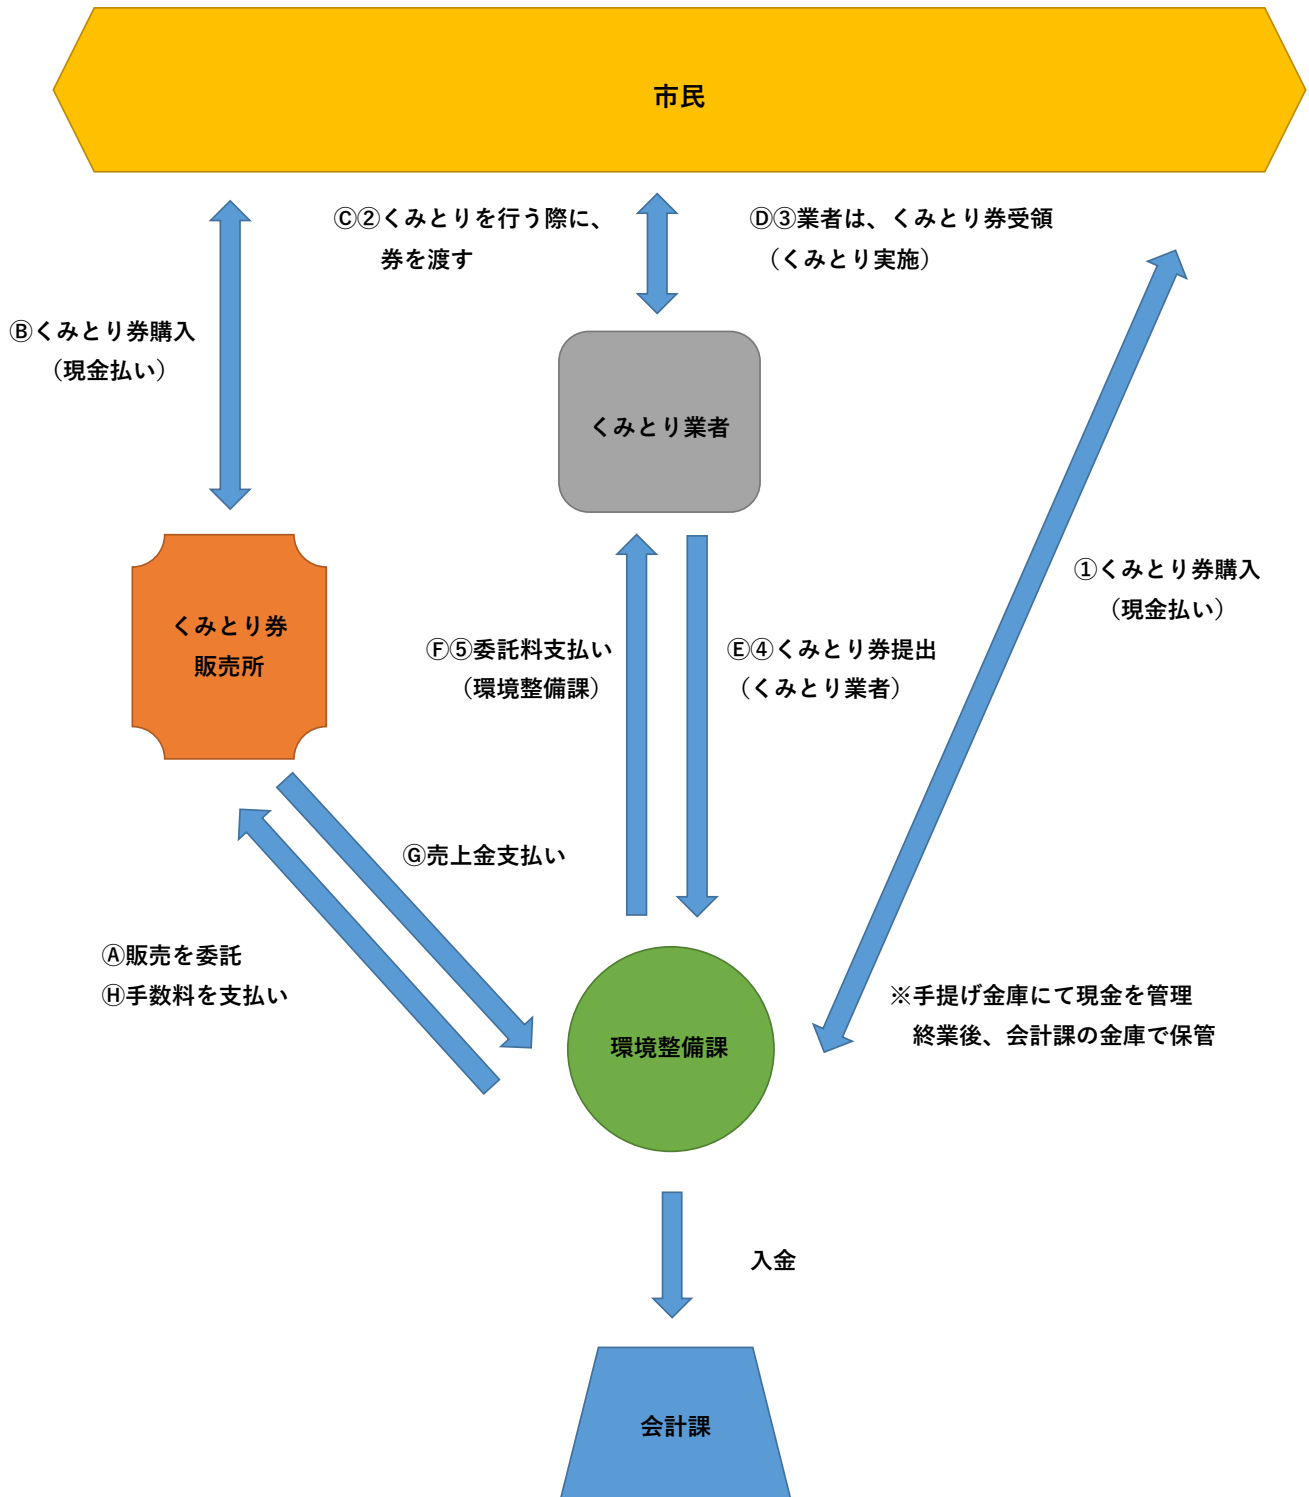 市民
Ⓒ②くみとりを行う際に、
券を渡す
Ⓓ③業者は、くみとり券受領
（くみとり実施）
Ⓑくみとり券購入
（現金払い）
くみとり業者
①くみとり券購入
（現金払い）
くみとり券
販売所
Ⓕ⑤委託料支払い
（環境整備課）
Ⓔ④くみとり券提出
（くみとり業者）
Ⓖ売上金支払い
Ⓐ販売を委託
Ⓗ手数料を支払い
※手提げ金庫にて現金を管理
終業後、会計課の金庫で保管
環境整備課
入金
会計課